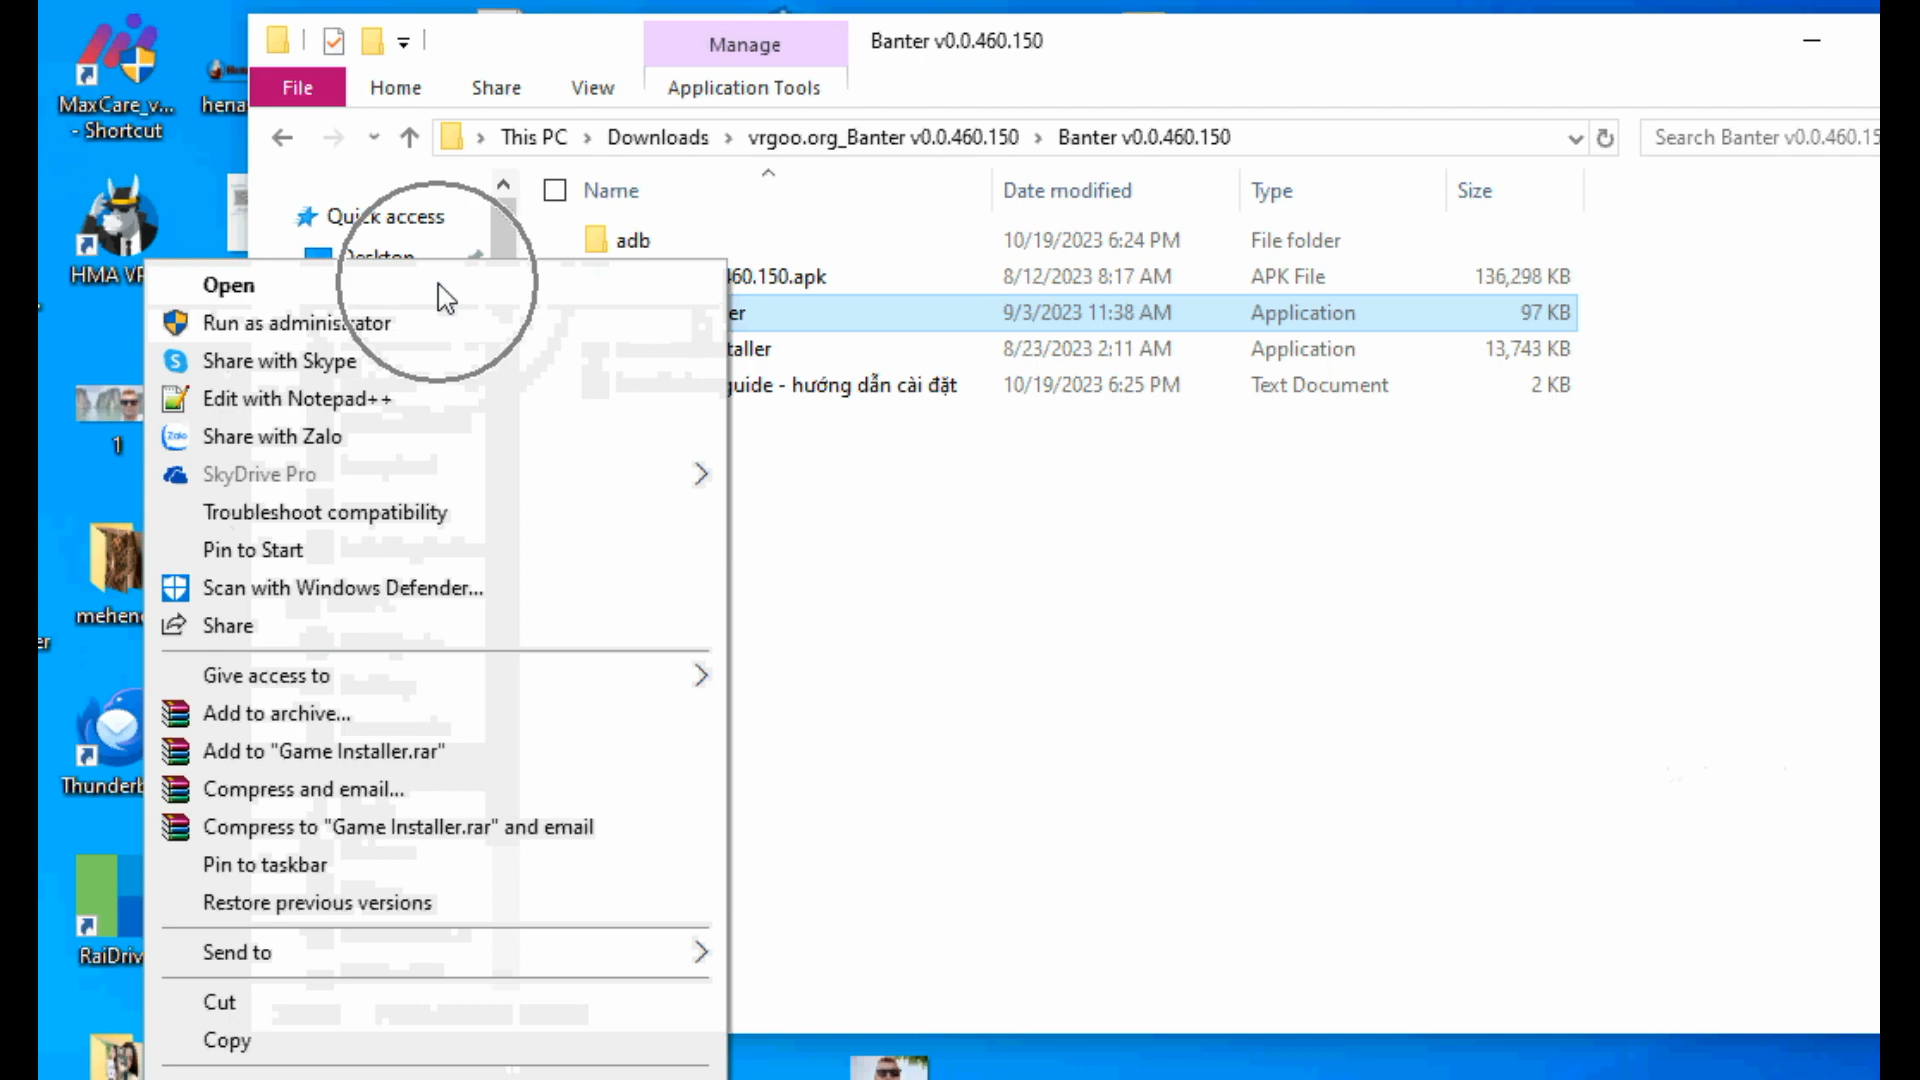 MaxCare_v...
- Shortcut
HMA VP
1
mehen
er
Thunderb
RaiDriv
Manage
Banter v0.0.460.150
File
Home
Share
View
Application Tools
This PC
Downloads
vrgoo.org_Banter v0.0.460.150
Banter v0.0.460.150
Search Banter v0.0.460.15
Quick access
Desktop
Name
Date modified
Type
Size
adb
10/19/2023 6:24 PM
File folder
460.150.apk
8/12/2023 8:17 AM
APK File
136,298 KB
er
9/3/2023 11:38 AM
Application
97 KB
taller
8/23/2023 2:11 AM
Application
13,743 KB
guide - hướng dẫn cài đặt
10/19/2023 6:25 PM
Text Document
2 KB
Open
Run as administrator
Share with Skype
Edit with Notepad++
Share with Zalo
SkyDrive Pro
Troubleshoot compatibility
Pin to Start
Scan with Windows Defender...
Share
Give access to
Add to archive...
Add to "Game Installer.rar"
Compress and email...
Compress to "Game Installer.rar" and email
Pin to taskbar
Restore previous versions
Send to
Cut
Copy